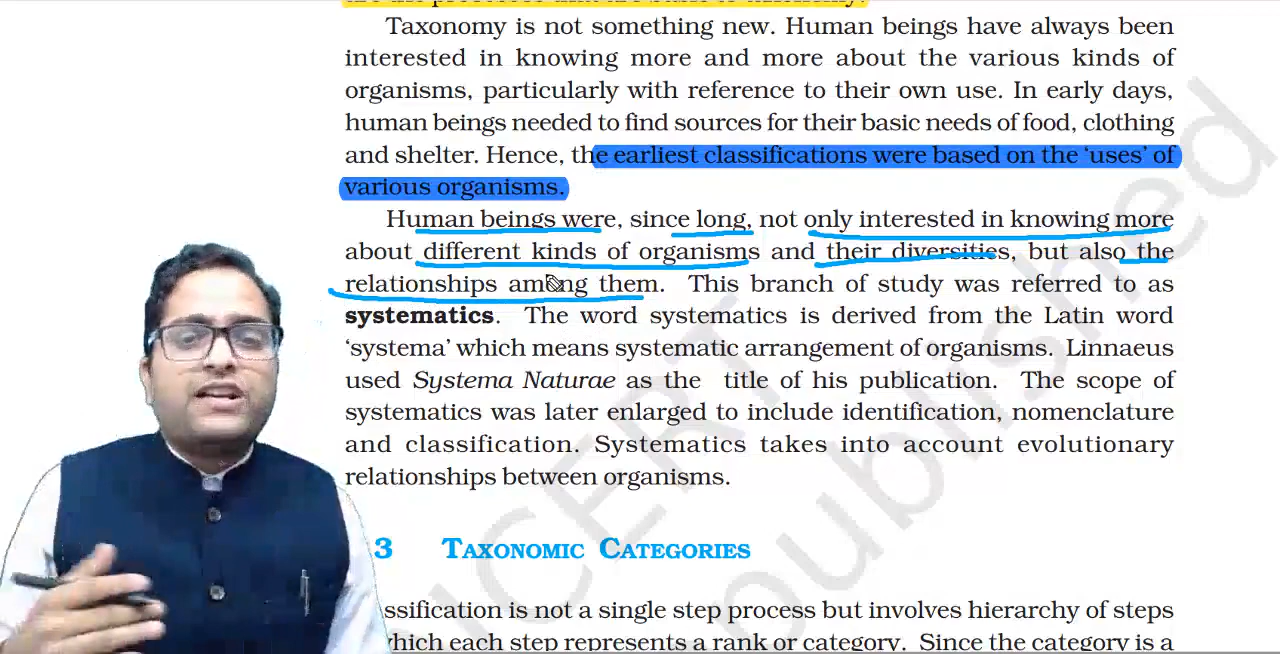 Taxonomy is not something new. Human beings have always been
interested in knowing more and more about the various kinds of
organisms, particularly with reference to their own use. In early days,
human beings needed to find sources for their basic needs of food, clothing
and shelter. Hence, the earliest classifications were based on the ‘uses’ of
various organisms.
Human beings were, since long, not only interested in knowing more
about different kinds of organisms and their diversities, but also the
relationships among them. This branch of study was referred to as
systematics. The word systematics is derived from the Latin word
‘systema’ which means systematic arrangement of organisms. Linnaeus
used Systema Naturae as the title of his publication. The scope of
systematics was later enlarged to include identification, nomenclature
and classification. Systematics takes into account evolutionary
relationships between organisms.
3 TAXONOMIC CATEGORIES
ssification is not a single step process but involves hierarchy of steps
which each step represents a rank or category. Since the category is a
NCERT
published